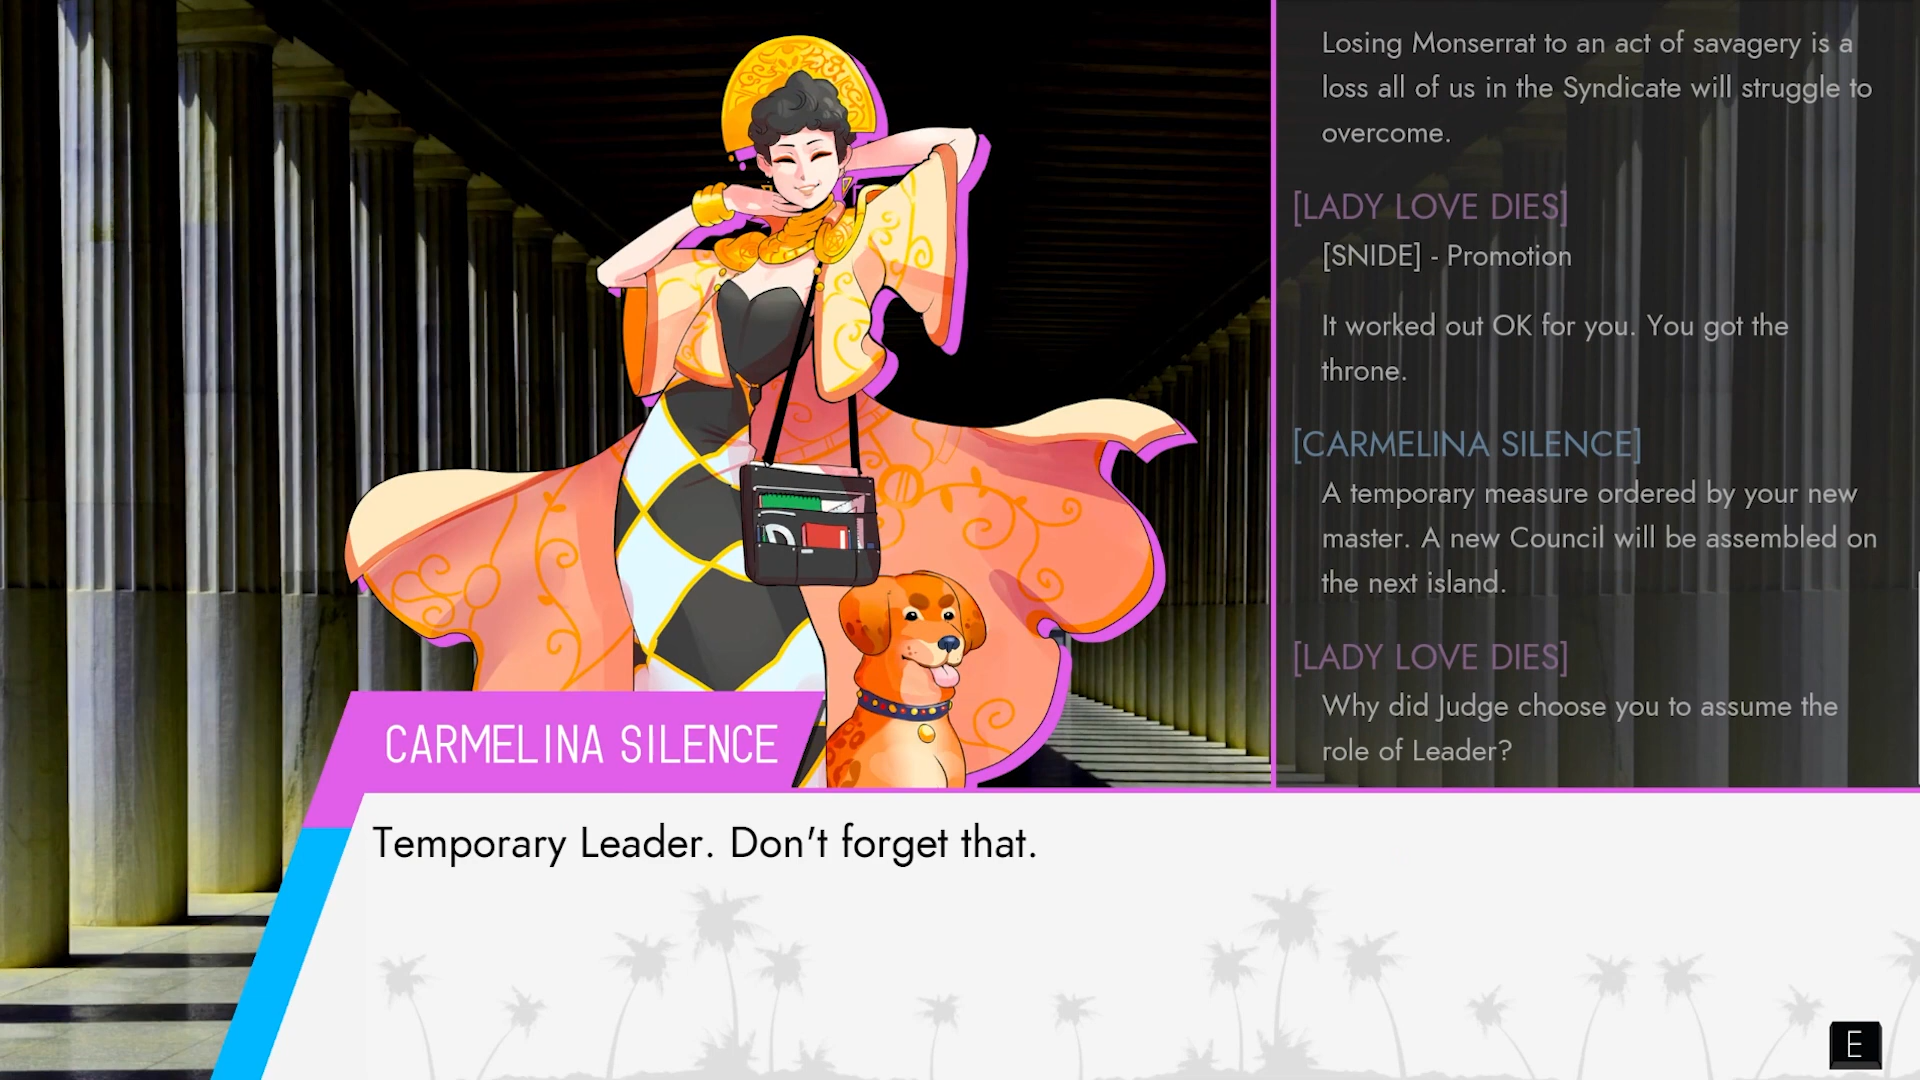 Losing Monserrat to an act of savagery is a
loss all of us in the Syndicate will struggle to
overcome.
[LADY LOVE DIES]
[SNIDE] - Promotion
It worked out OK for you. You got the
throne.
[CARMELINA SILENCE]
A temporary measure ordered by your new
master. A new Council will be assembled on
the next island.
[LADY LOVE DIES]
Why did Judge choose you to assume the
role of Leader?
CARMELINA SILENCE
Temporary Leader. Don't forget that.
E